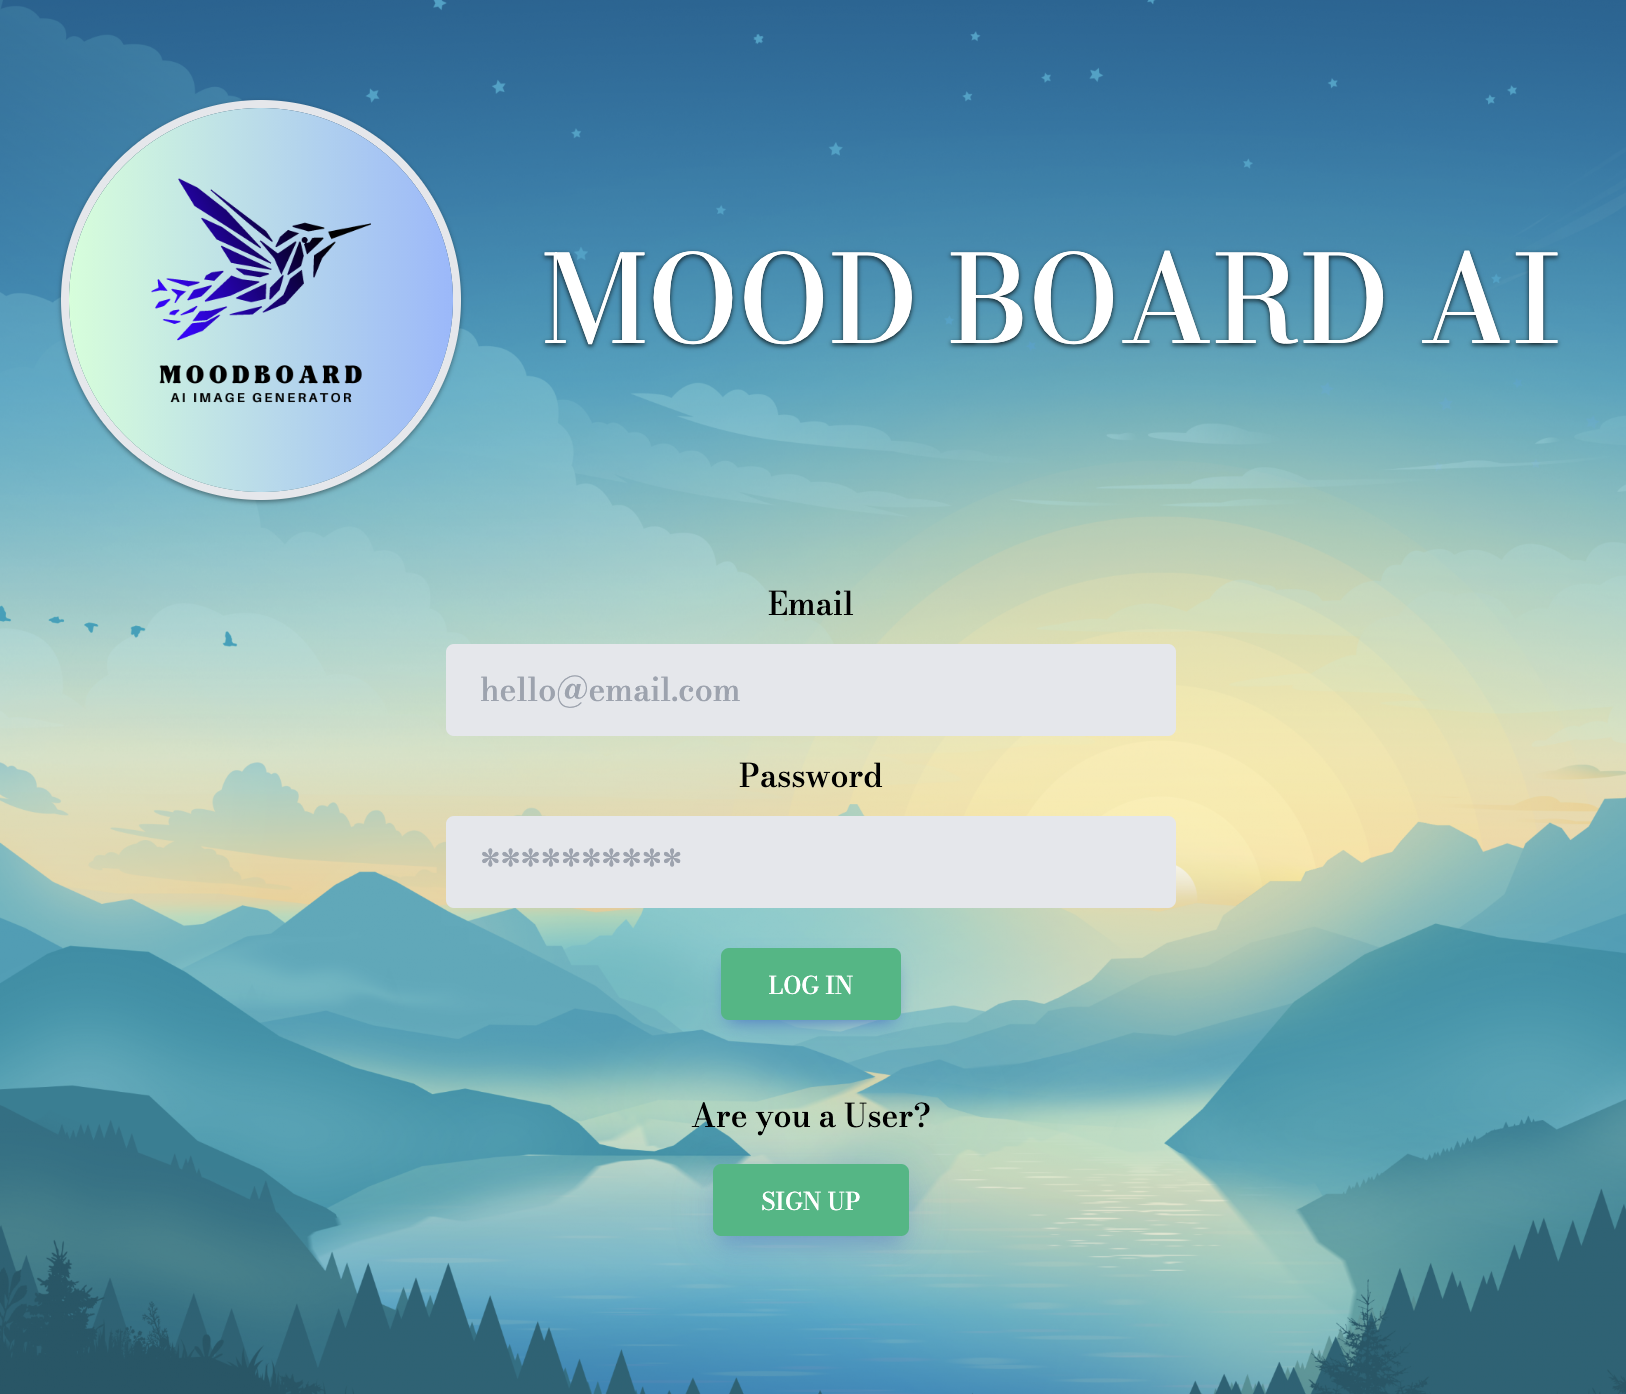 MOODBOARD
AI IMAGE GENERATOR
MOOD BOARD AI
Email
hello@email.com
Password
**********
LOG IN
Are you a User?
SIGN UP